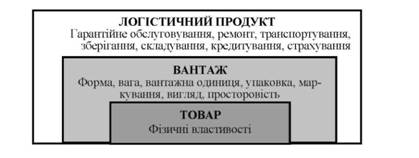 ЛОГІСТИЧНИЙ ПРОДУКТ
Гарантійне обслуговування, ремонт, транспортування,
зберігання, складування, кредитування, страхування
ВАНТАЖ
Форма, вага, вантажна одиниця, упаковка, мар-
кування, вигляд, просторовість
ТОВАР
Фізичні властивості